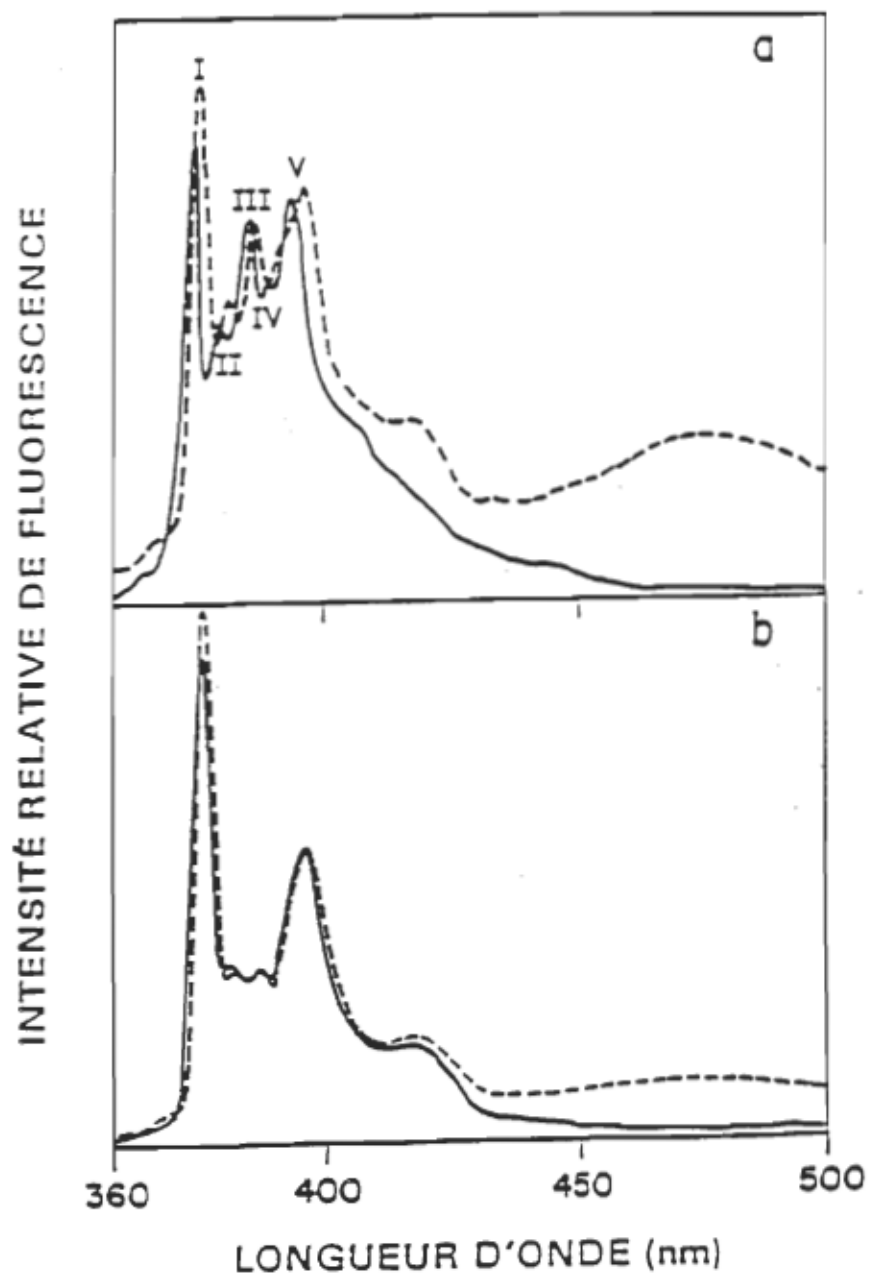 a
I
II
III
IV
V
b
INTENSITÉ RELATIVE DE FLUORESCENCE
360
400
450
500
LONGUEUR D'ONDE (nm)